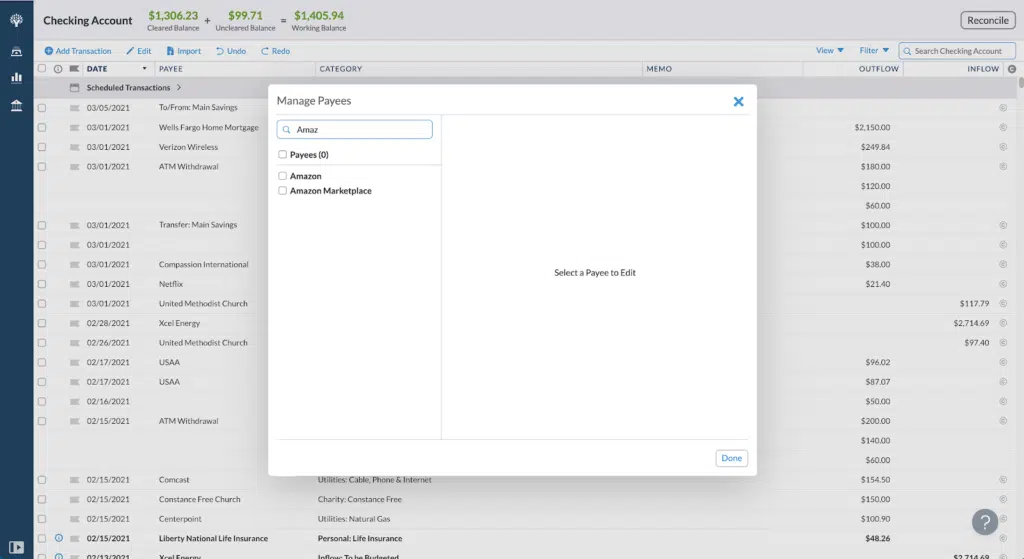 Checking Account
$1,306.23 + $99.71 = $1,405.94
Cleared Balance Uncleared Balance Working Balance
Reconcile
Add Transaction Edit Import Undo Redo View Filter Search Checking Account
DATE PAYEE CATEGORY MEMO OUTFLOW INFLOW C
Scheduled Transactions
03/05/2021 To/From: Main Savings
03/01/2021 Wells Fargo Home Mortgage $2,150.00
03/01/2021 Verizon Wireless $249.84
03/01/2021 ATM Withdrawal $180.00
$120.00
$60.00
03/01/2021 Transfer: Main Savings $100.00
03/01/2021 $100.00
03/01/2021 Compassion International $38.00
03/01/2021 Netflix $21.40
03/01/2021 United Methodist Church $117.79
02/28/2021 Xcel Energy $2,714.69
02/26/2021 United Methodist Church $97.40
02/17/2021 USAA $96.02
02/17/2021 USAA $87.07
02/16/2021 $50.00
02/15/2021 ATM Withdrawal $200.00
$140.00
$60.00
02/15/2021 Comcast Utilities: Cable, Phone & Internet $154.50
02/15/2021 Constance Free Church Charity: Constance Free $150.00
02/15/2021 Centerpoint Utilities: Natural Gas $100.90
02/15/2021 Liberty National Life Insurance Personal: Life Insurance $48.26
02/13/2021 Xcel Energy Inflow: To be Budgeted $2,714.69
Manage Payees
Amaz
Payees (0)
Amazon
Amazon Marketplace
Select a Payee to Edit
Done
?